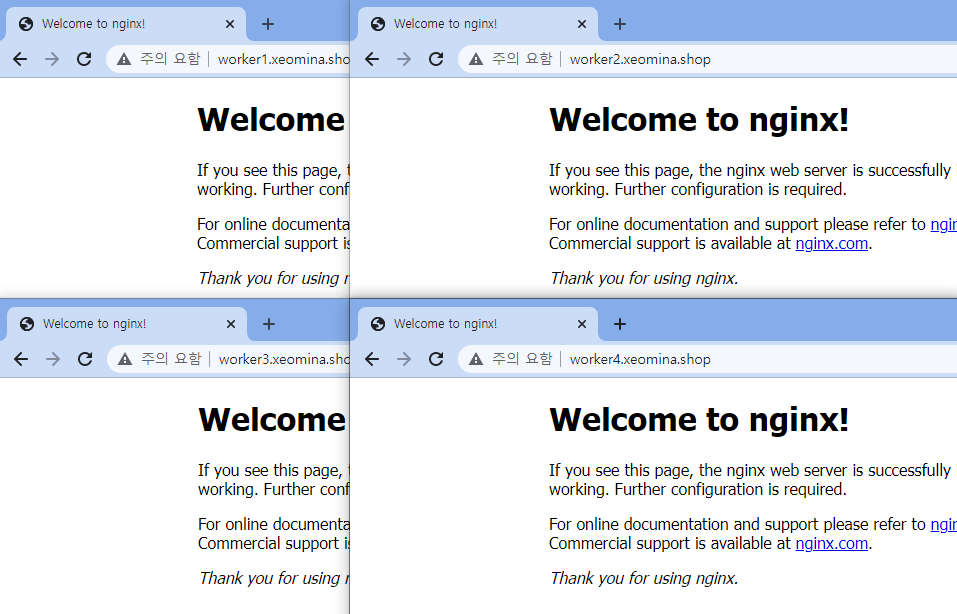 Welcome to nginx!
주의 요함 worker1.xeomina.sho
Welcome
If you see this page,
working. Further conf
For online documenta
Commercial support is
Thank you for using
Welcome to nginx!
주의 요함 worker2.xeomina.shop
Welcome to nginx!
If you see this page, the nginx web server is successfully
working. Further configuration is required.
For online documentation and support please refer to ngin
Commercial support is available at nginx.com.
Thank you for using nginx.
Welcome to nginx!
주의 요함 worker3.xeomina.sho
Welcome
If you see this page,
working. Further conf
For online documenta
Commercial support is
Thank you for using
Welcome to nginx!
주의 요함 worker4.xeomina.shop
Welcome to nginx!
If you see this page, the nginx web server is successfully
working. Further configuration is required.
For online documentation and support please refer to ngin
Commercial support is available at nginx.com.
Thank you for using nginx.